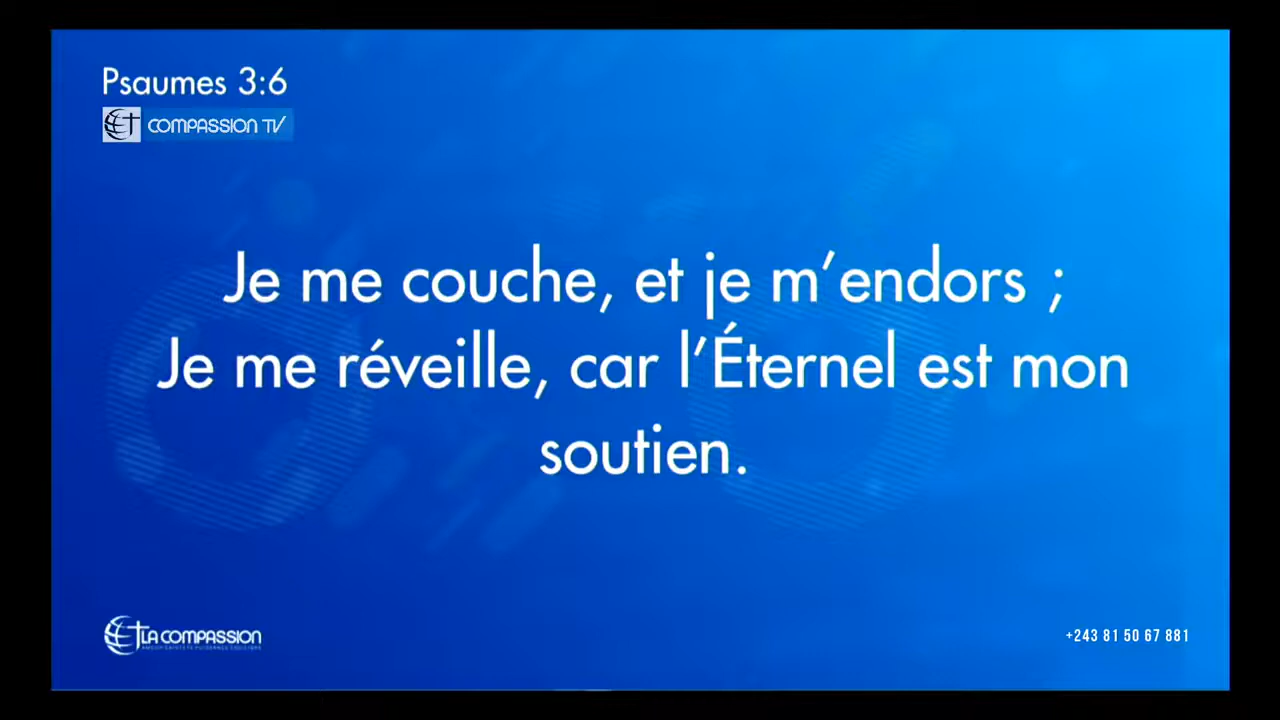 Psaumes 3:6
COMPASSION TV
Je me couche, et je m’endors ;
Je me réveille, car l’Éternel est mon
soutien.
LA COMPASSION
+243 81 50 67 881